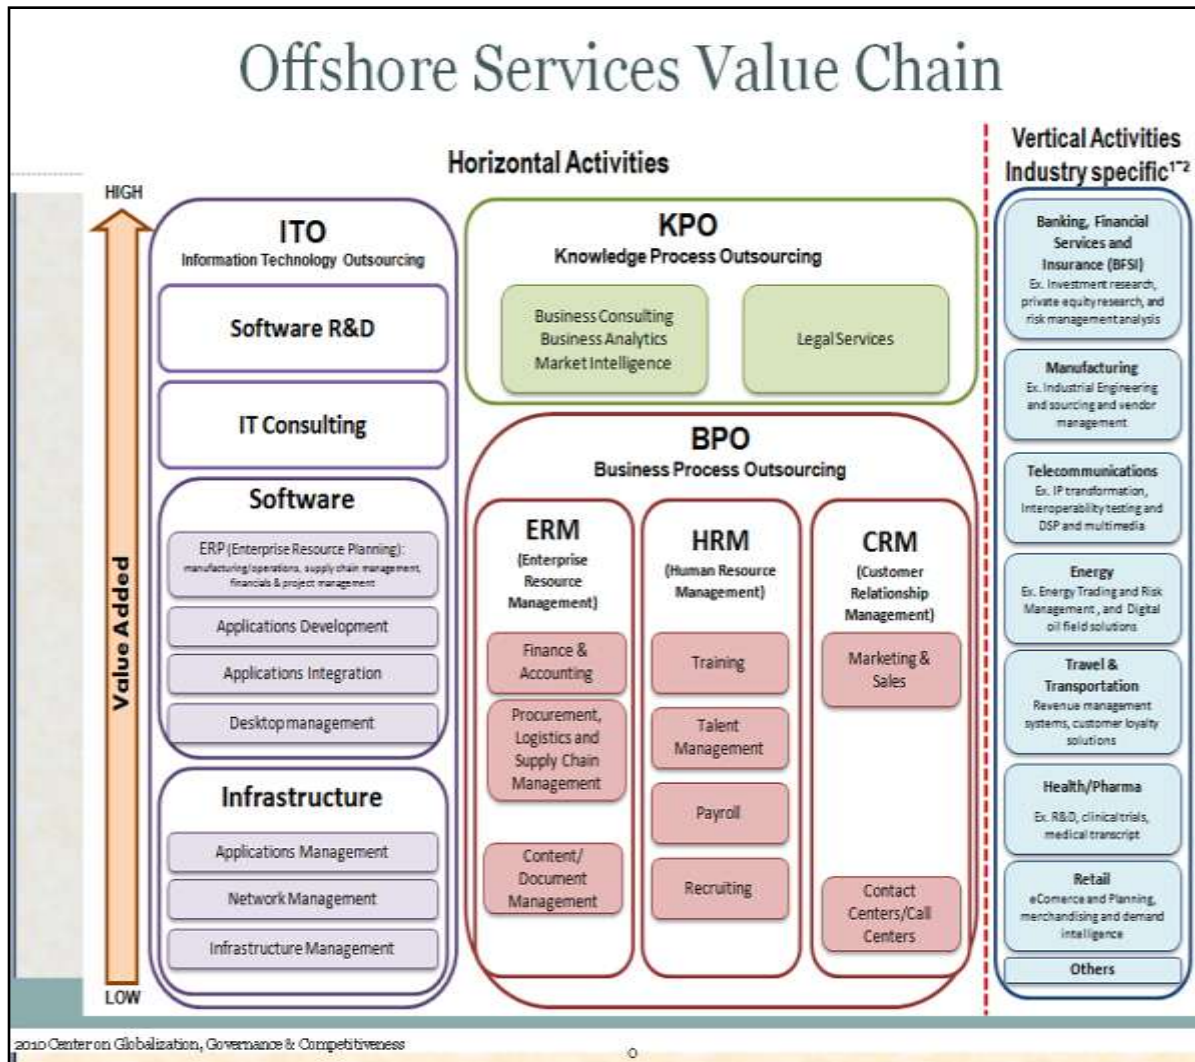 Offshore Services Value Chain
Horizontal Activities
Vertical Activities
Industry specific¹⁻²
HIGH
Value Added
LOW
ITO
Information Technology Outsourcing
Software R&D
IT Consulting
Software
ERP (Enterprise Resource Planning):
manufacturing/operations, supply chain management,
financials & project management
Applications Development
Applications Integration
Desktop management
Infrastructure
Applications Management
Network Management
Infrastructure Management
KPO
Knowledge Process Outsourcing
Business Consulting
Business Analytics
Market Intelligence
Legal Services
BPO
Business Process Outsourcing
ERM
(Enterprise
Resource
Management)
Finance &
Accounting
Procurement,
Logistics and
Supply Chain
Management
Content/
Document
Management
HRM
(Human Resource
Management)
Training
Talent
Management
Payroll
Recruiting
CRM
(Customer
Relationship
Management)
Marketing &
Sales
Contact
Centers/Call
Centers
Banking, Financial
Services and
Insurance (BFSI)
Ex. Investment research,
private equity research, and
risk management analysis
Manufacturing
Ex. Industrial Engineering
and sourcing and vendor
management
Telecommunications
Ex. IP transformation,
Interoperability testing and
DSP and multimedia
Energy
Ex. Energy Trading and Risk
Management , and Digital
oil field solutions
Travel &
Transportation
Revenue management
systems, customer loyalty
solutions
Health/Pharma
Ex. R&D, clinical trials,
medical transcript
Retail
eComerce and Planning,
merchandising and demand
intelligence
Others
2010 Center on Globalization, Governance & Competitiveness
0